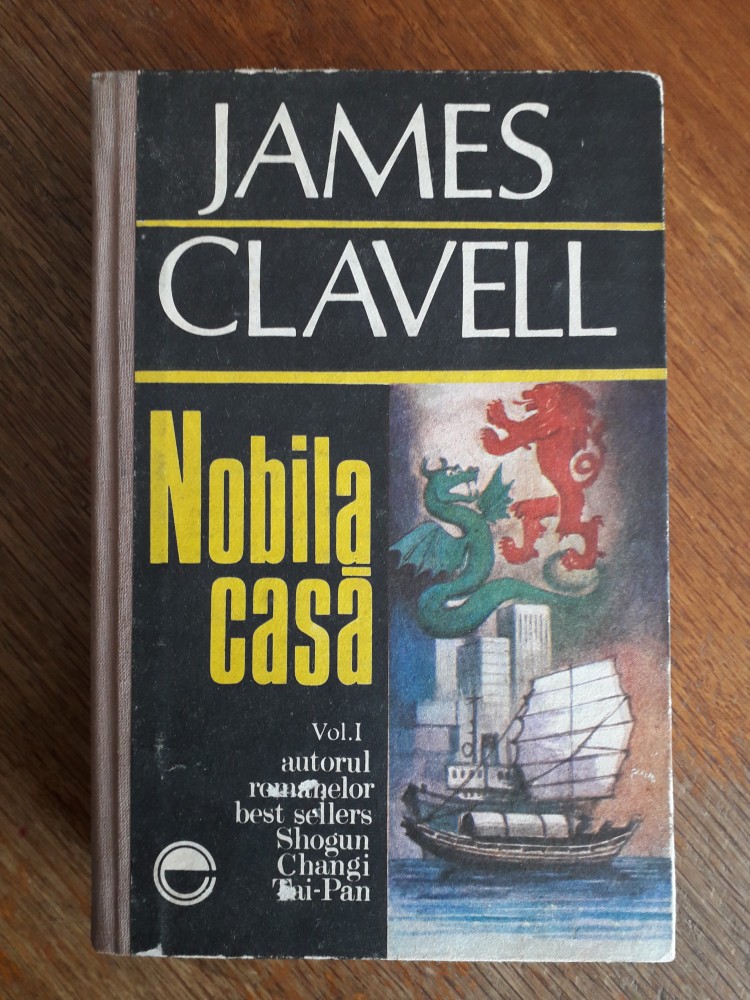 JAMES
CLAVELL
Nobila
casă
Vol.I
autorul
romanelor
best sellers
Shogun
Changi
Tai-Pan